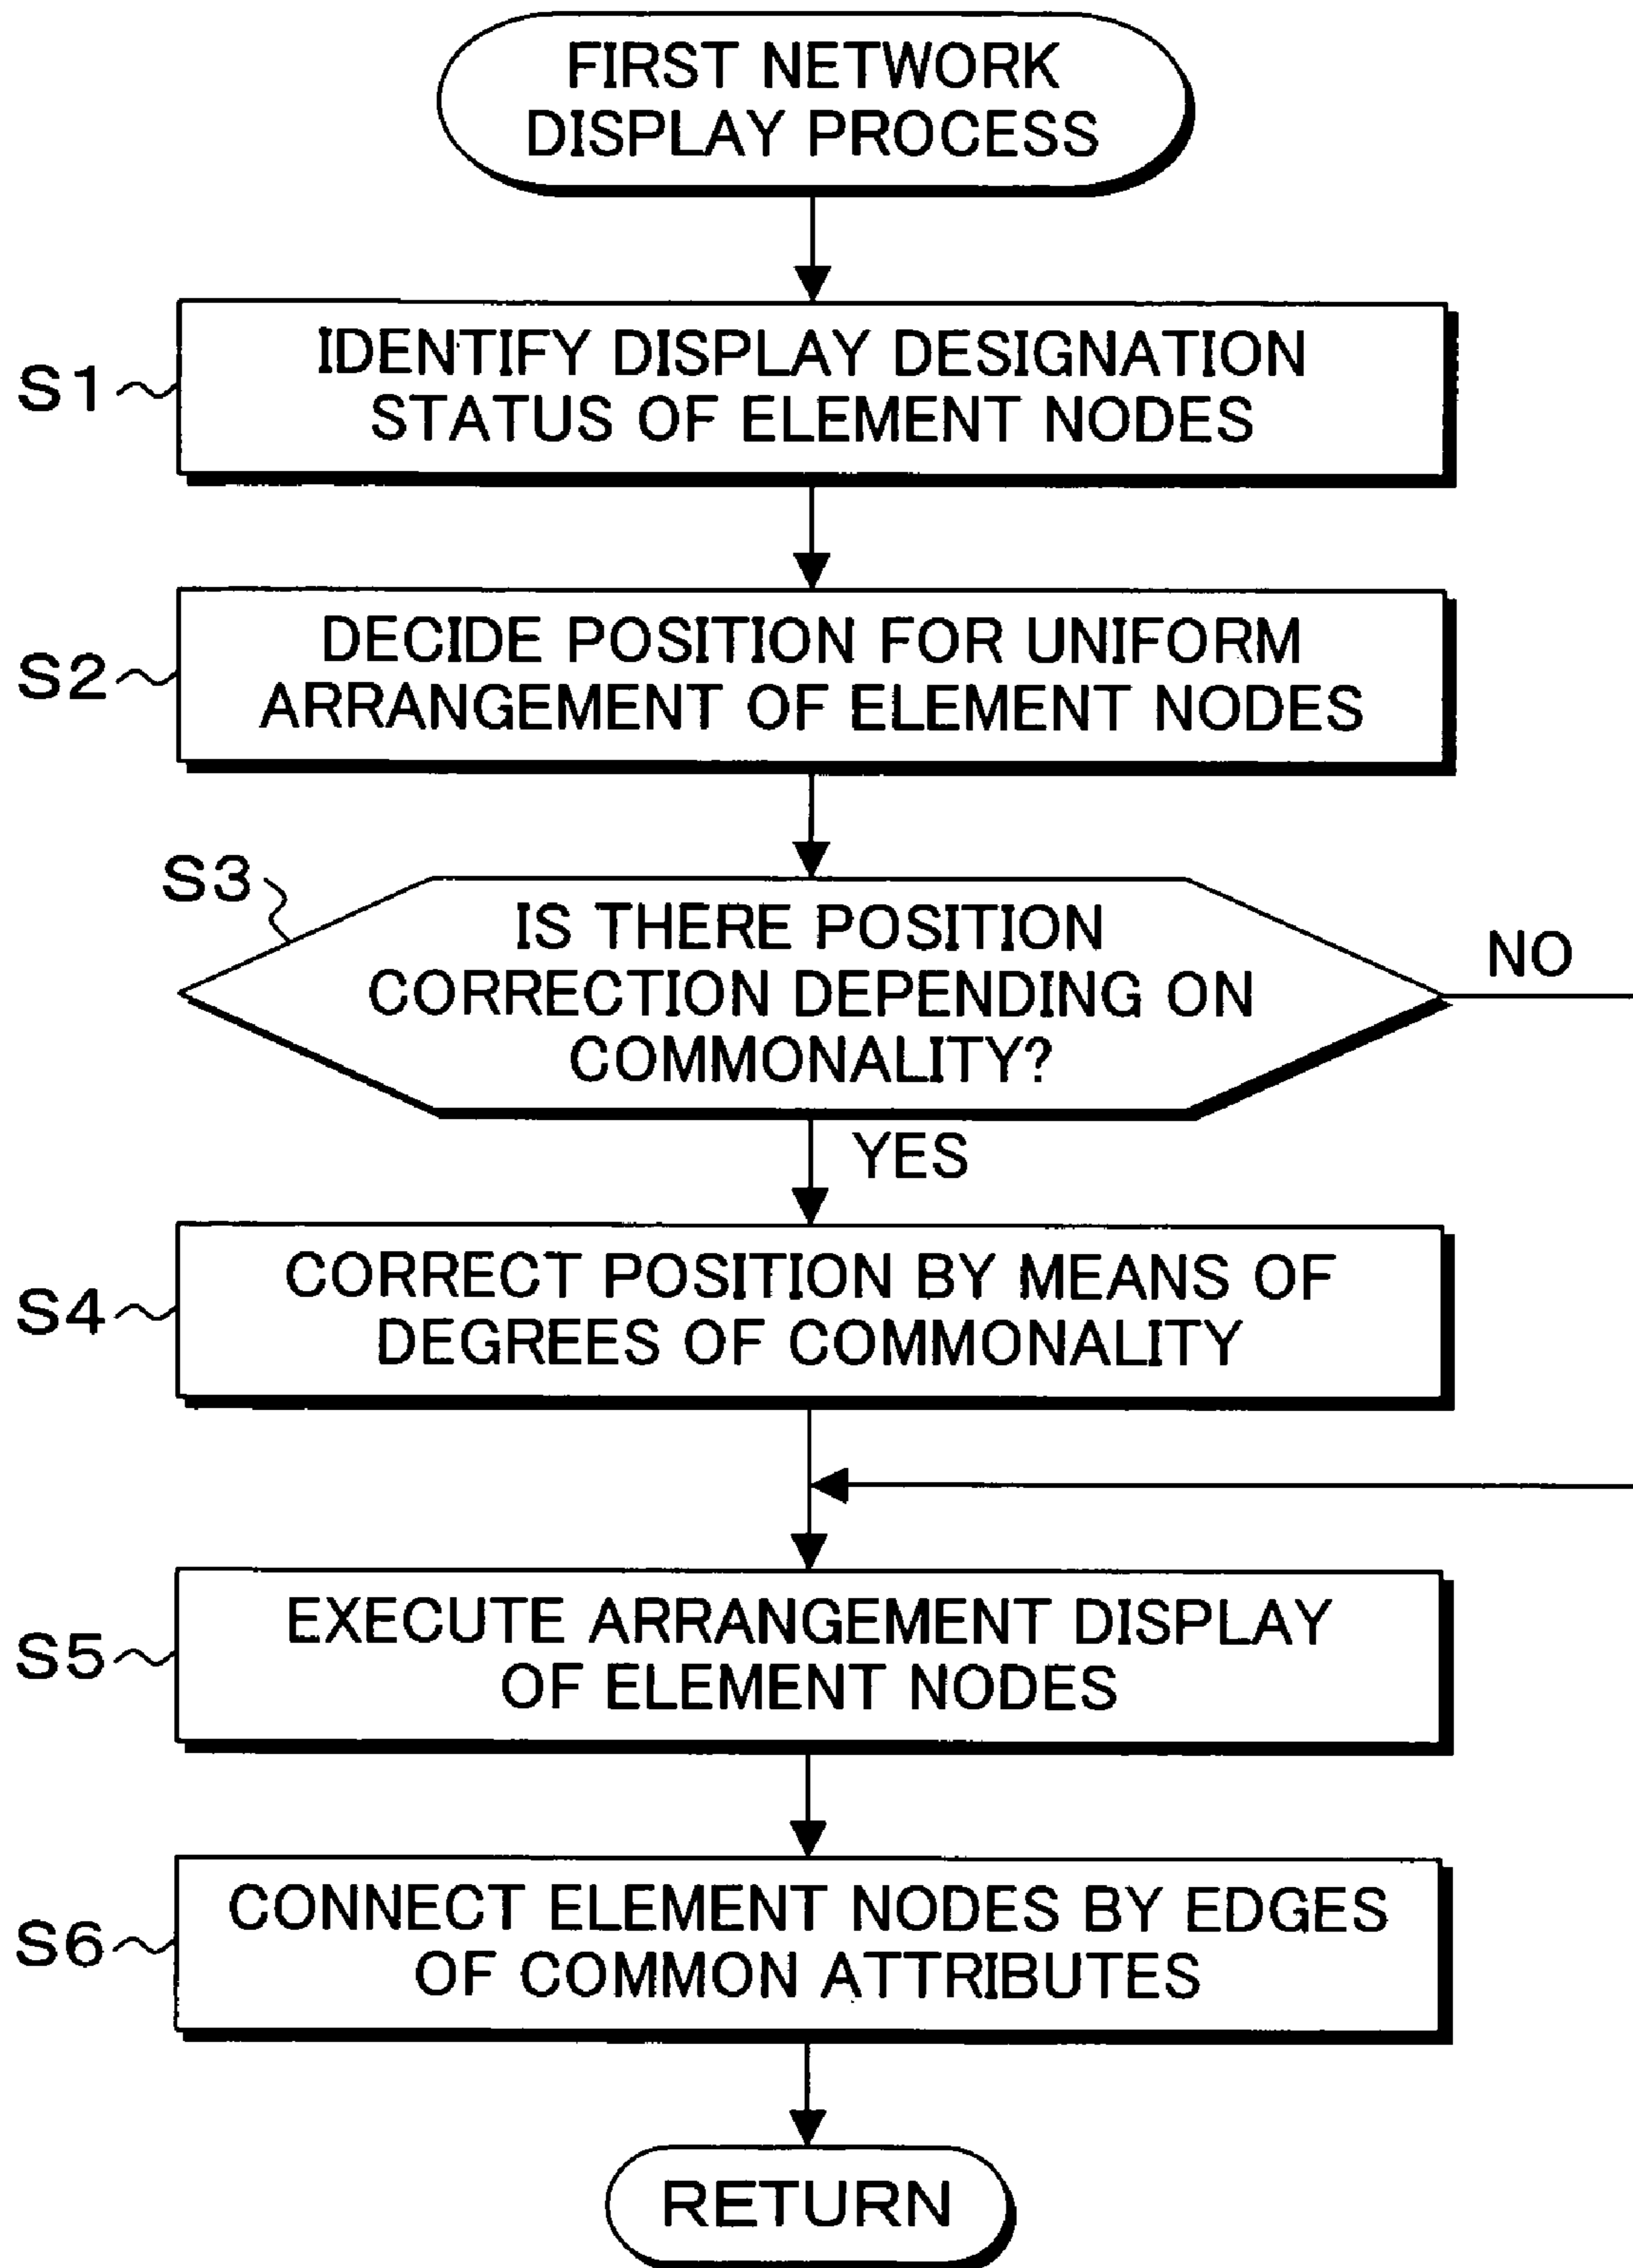 FIRST NETWORK
DISPLAY PROCESS
S1
IDENTIFY DISPLAY DESIGNATION
STATUS OF ELEMENT NODES
S2
DECIDE POSITION FOR UNIFORM
ARRANGEMENT OF ELEMENT NODES
S3
IS THERE POSITION
CORRECTION DEPENDING ON
COMMONALITY?
NO
YES
S4
CORRECT POSITION BY MEANS OF
DEGREES OF COMMONALITY
S5
EXECUTE ARRANGEMENT DISPLAY
OF ELEMENT NODES
S6
CONNECT ELEMENT NODES BY EDGES
OF COMMON ATTRIBUTES
RETURN